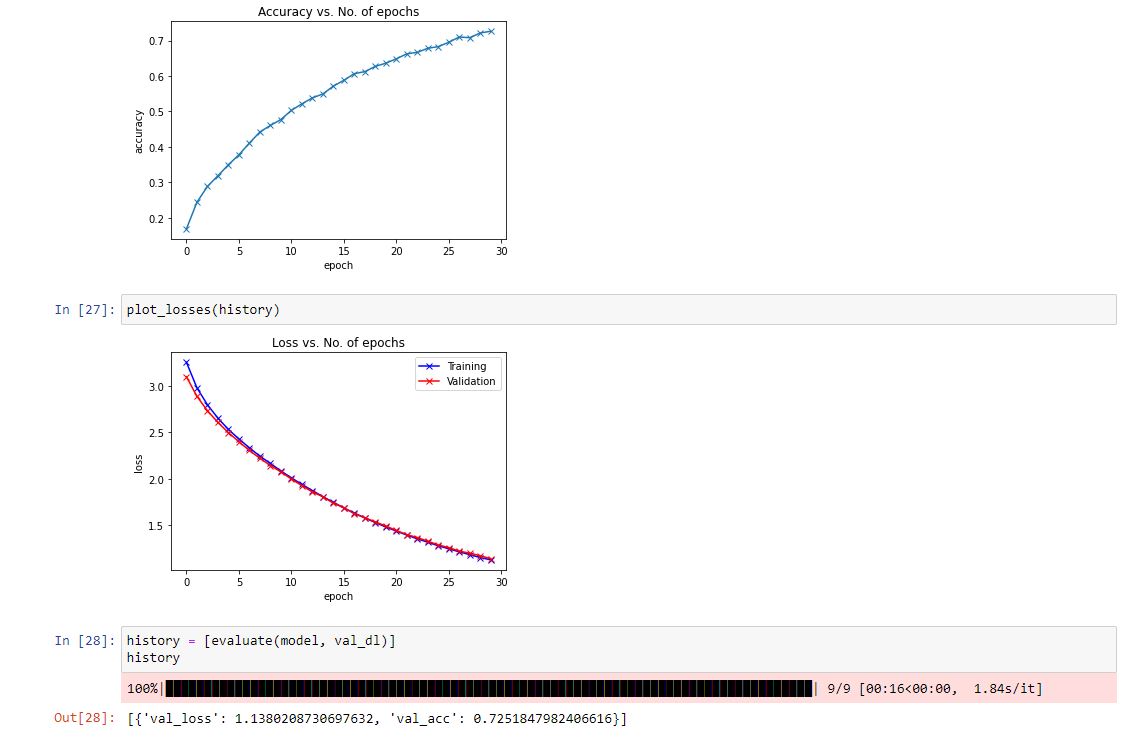 Accuracy vs. No. of epochs
0.7
0.6
0.5
0.4
0.3
0.2
accuracy
0 5 10 15 20 25 30
epoch
In [27]: plot_losses(history)
Loss vs. No. of epochs
Training
Validation
3.0
2.5
2.0
1.5
loss
0 5 10 15 20 25 30
epoch
In [28]: history = [evaluate(model, val_dl)]
history
100%| | 9/9 [00:16<00:00, 1.84s/it]
Out[28]: [{'val_loss': 1.1380208730697632, 'val_acc': 0.7251847982406616}]